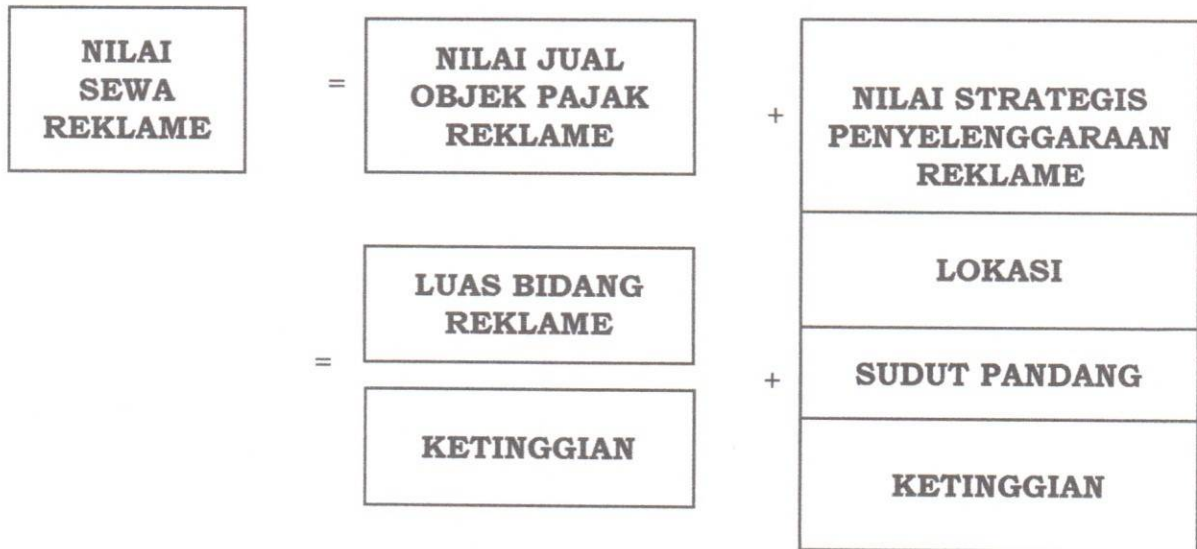 NILAI
SEWA
REKLAME
=
NILAI JUAL
OBJEK PAJAK
REKLAME
+
NILAI STRATEGIS
PENYELENGGARAAN
REKLAME
=
LUAS BIDANG
REKLAME
KETINGGIAN
+
LOKASI
SUDUT PANDANG
KETINGGIAN